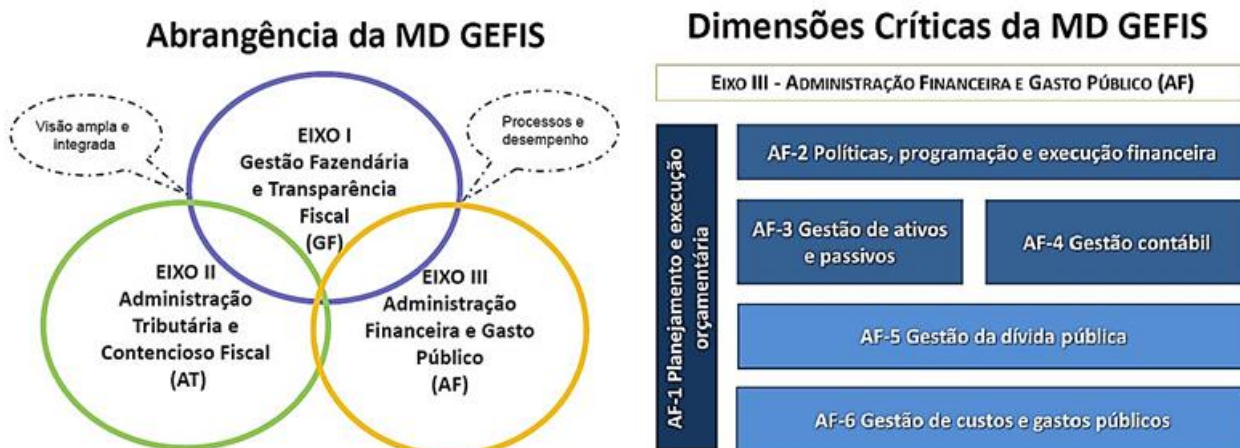 Abrangência da MD GEFIS
Visão ampla e
integrada
Processos e
desempenho
EIXO I
Gestão Fazendária
e Transparência
Fiscal
(GF)
EIXO II
Administração
Tributária e
Contencioso Fiscal
(AT)
EIXO III
Administração
Financeira e Gasto
Público
(AF)
Dimensões Críticas da MD GEFIS
EIXO III - ADMINISTRAÇÃO FINANCEIRA E GASTO PÚBLICO (AF)
AF-1 Planejamento e execução
orçamentária
AF-2 Políticas, programação e execução financeira
AF-3 Gestão de ativos
e passivos
AF-4 Gestão contábil
AF-5 Gestão da dívida pública
AF-6 Gestão de custos e gastos públicos